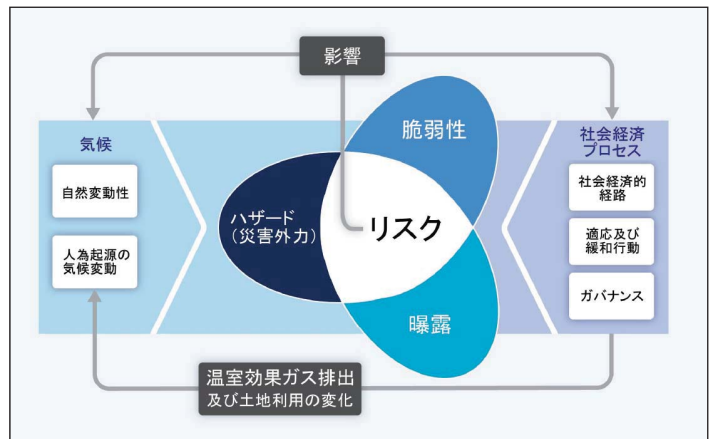 影響
気候
自然変動性
人為起源の
気候変動
ハザード
(災害外力)
脆弱性
リスク
曝露
社会経済
プロセス
社会経済的
経路
適応及び
緩和行動
ガバナンス
温室効果ガス排出
及び土地利用の変化